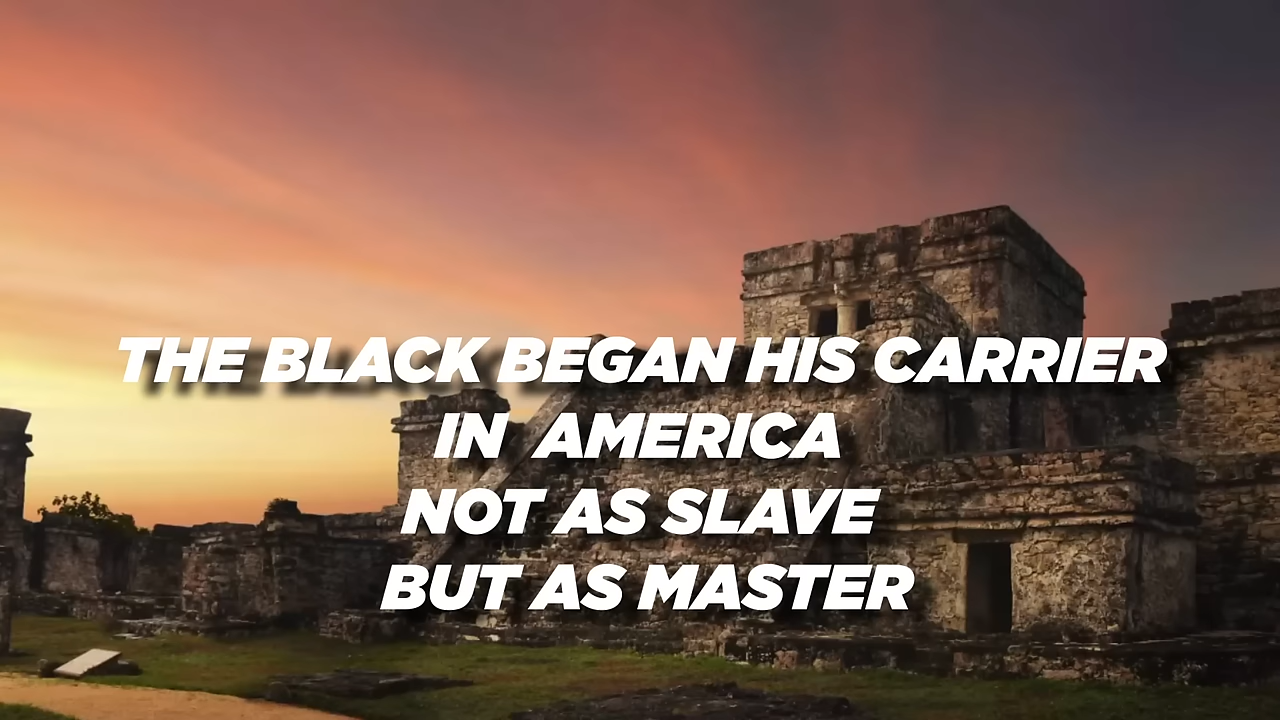 THE BLACK BEGAN HIS CARRIER
IN AMERICA
NOT AS SLAVE
BUT AS MASTER